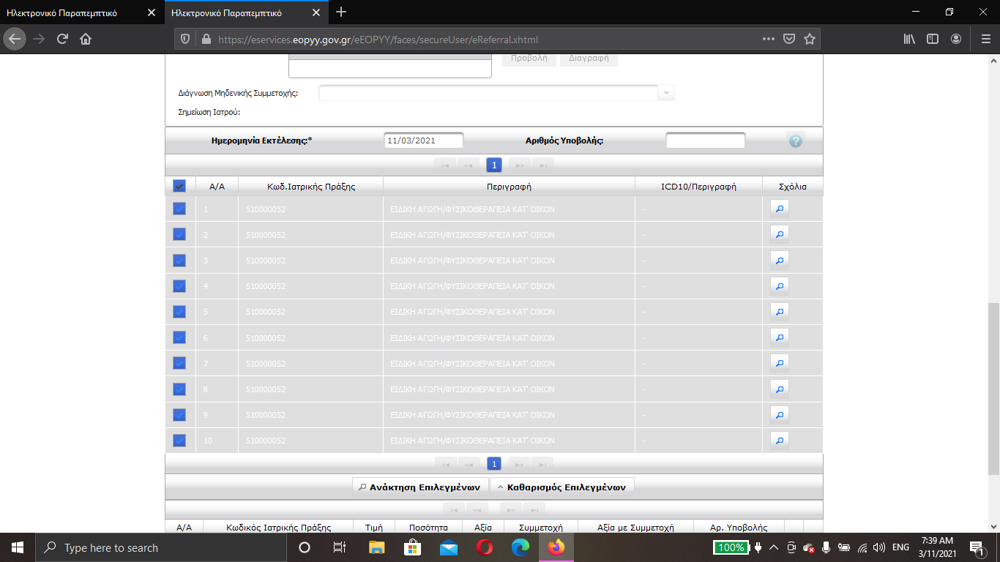 Ηλεκτρονικό Παραπεμπτικό
Ηλεκτρονικό Παραπεμπτικό
https://eservices.eopyy.gov.gr/eEOPYY/faces/secureUser/eReferral.xhtml
Προβολή Διαγραφή
Διάγνωση Μηδενικής Συμμετοχής:
Σημείωση Ιατρού:
Ημερομηνία Εκτέλεσης:* 11/03/2021 Αριθμός Υποβολής: ?
1
Α/Α Κωδ.Ιατρικής Πράξης Περιγραφή ICD10/Περιγραφή Σχόλια
1 510000052 ΕΙΔΙΚΗ ΑΓΩΓΗ/ΦΥΣΙΚΟΘΕΡΑΠΕΙΑ ΚΑΤ' ΟΙΚΟΝ -
2 510000052 ΕΙΔΙΚΗ ΑΓΩΓΗ/ΦΥΣΙΚΟΘΕΡΑΠΕΙΑ ΚΑΤ' ΟΙΚΟΝ -
3 510000052 ΕΙΔΙΚΗ ΑΓΩΓΗ/ΦΥΣΙΚΟΘΕΡΑΠΕΙΑ ΚΑΤ' ΟΙΚΟΝ -
4 510000052 ΕΙΔΙΚΗ ΑΓΩΓΗ/ΦΥΣΙΚΟΘΕΡΑΠΕΙΑ ΚΑΤ' ΟΙΚΟΝ -
5 510000052 ΕΙΔΙΚΗ ΑΓΩΓΗ/ΦΥΣΙΚΟΘΕΡΑΠΕΙΑ ΚΑΤ' ΟΙΚΟΝ -
6 510000052 ΕΙΔΙΚΗ ΑΓΩΓΗ/ΦΥΣΙΚΟΘΕΡΑΠΕΙΑ ΚΑΤ' ΟΙΚΟΝ -
7 510000052 ΕΙΔΙΚΗ ΑΓΩΓΗ/ΦΥΣΙΚΟΘΕΡΑΠΕΙΑ ΚΑΤ' ΟΙΚΟΝ -
8 510000052 ΕΙΔΙΚΗ ΑΓΩΓΗ/ΦΥΣΙΚΟΘΕΡΑΠΕΙΑ ΚΑΤ' ΟΙΚΟΝ -
9 510000052 ΕΙΔΙΚΗ ΑΓΩΓΗ/ΦΥΣΙΚΟΘΕΡΑΠΕΙΑ ΚΑΤ' ΟΙΚΟΝ -
10 510000052 ΕΙΔΙΚΗ ΑΓΩΓΗ/ΦΥΣΙΚΟΘΕΡΑΠΕΙΑ ΚΑΤ' ΟΙΚΟΝ -
1
Ανάκτηση Επιλεγμένων Καθαρισμός Επιλεγμένων
Α/Α Κωδικός Ιατρικής Πράξης Τιμή Ποσότητα Αξία Συμμετοχή Αξία με Συμμετοχή Αρ. Υποβολής
Type here to search 100% ENG 7:39 AM
3/11/2021 1